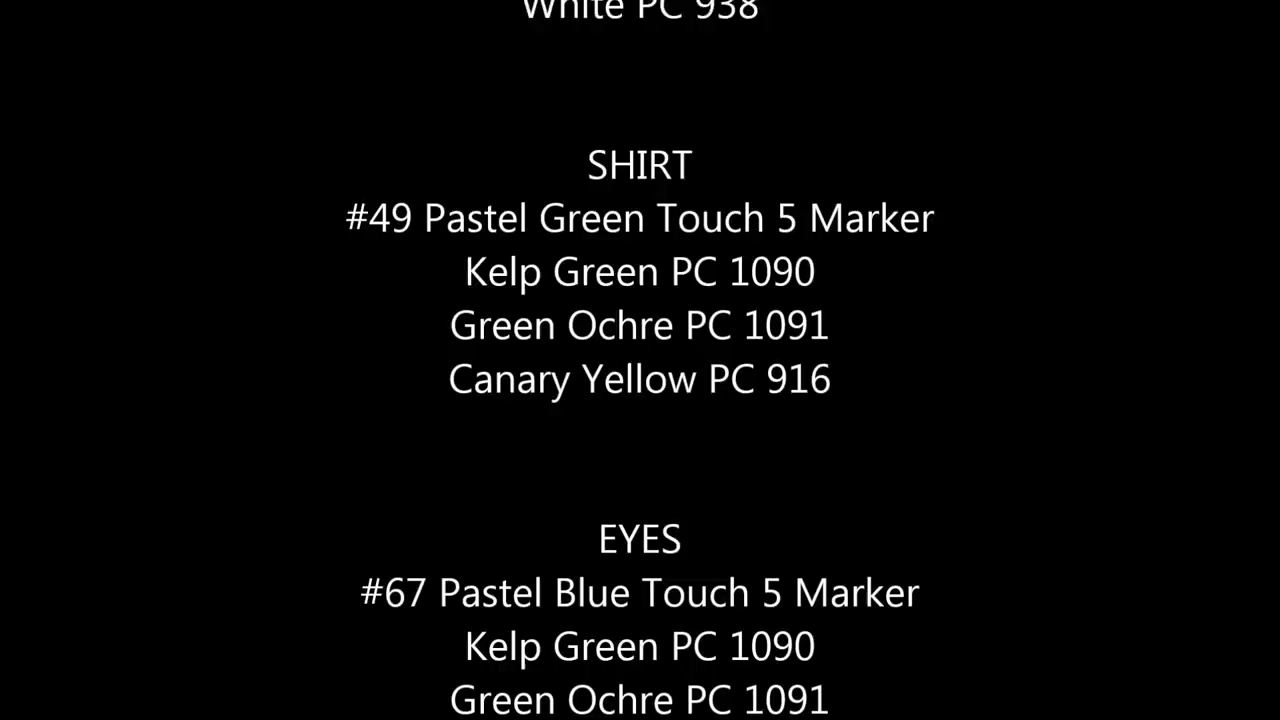 White PC 938
SHIRT
#49 Pastel Green Touch 5 Marker
Kelp Green PC 1090
Green Ochre PC 1091
Canary Yellow PC 916
EYES
#67 Pastel Blue Touch 5 Marker
Kelp Green PC 1090
Green Ochre PC 1091